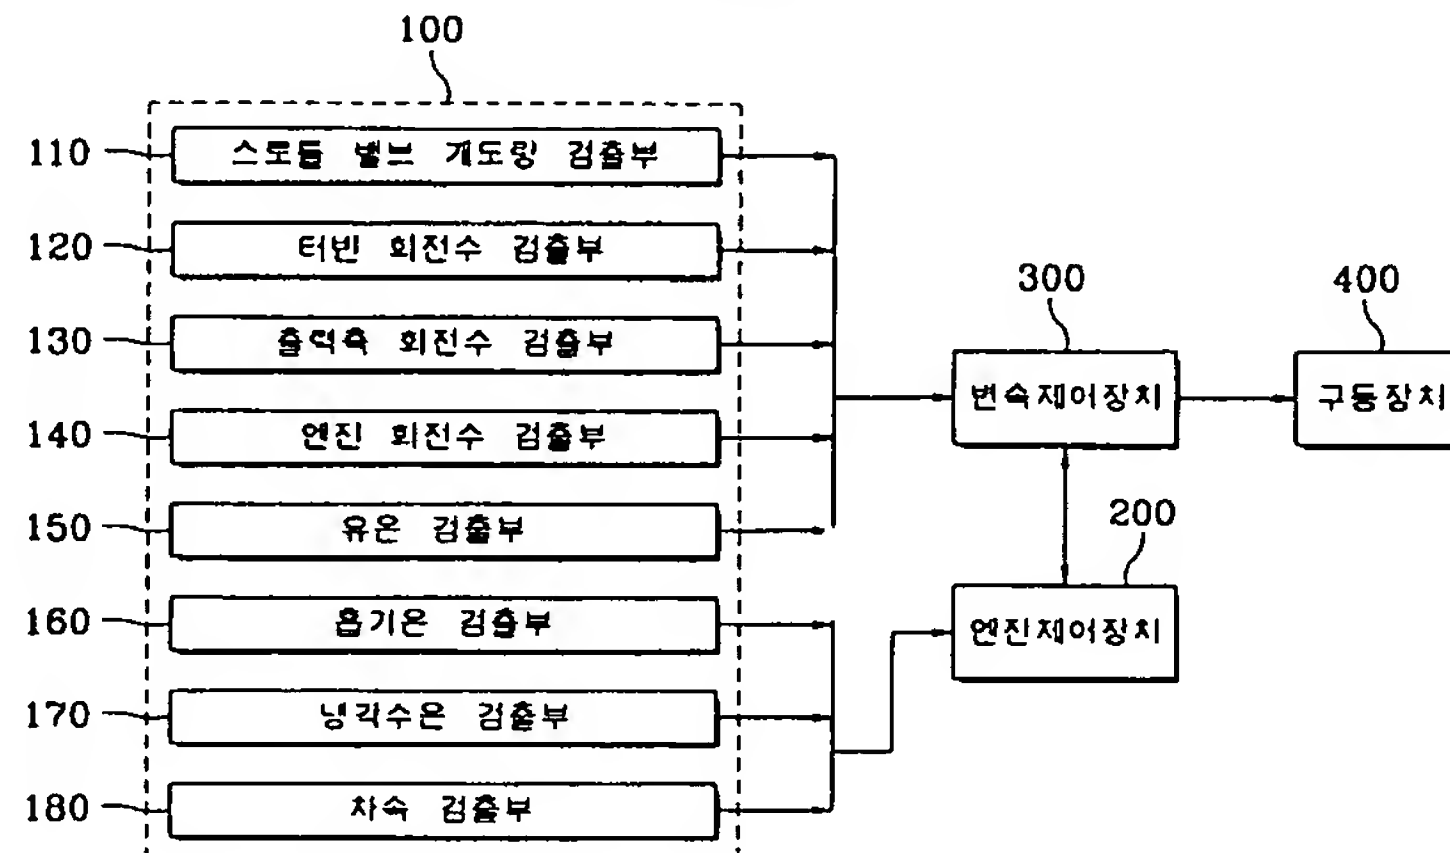 100
110 스로틀 밸브 개도량 검출부
120 터빈 회전수 검출부
130 출력축 회전수 검출부
140 엔진 회전수 검출부
150 유온 검출부
160 흡기온 검출부
170 냉각수온 검출부
180 차속 검출부
300
변속제어장치
400
구동장치
200
엔진제어장치